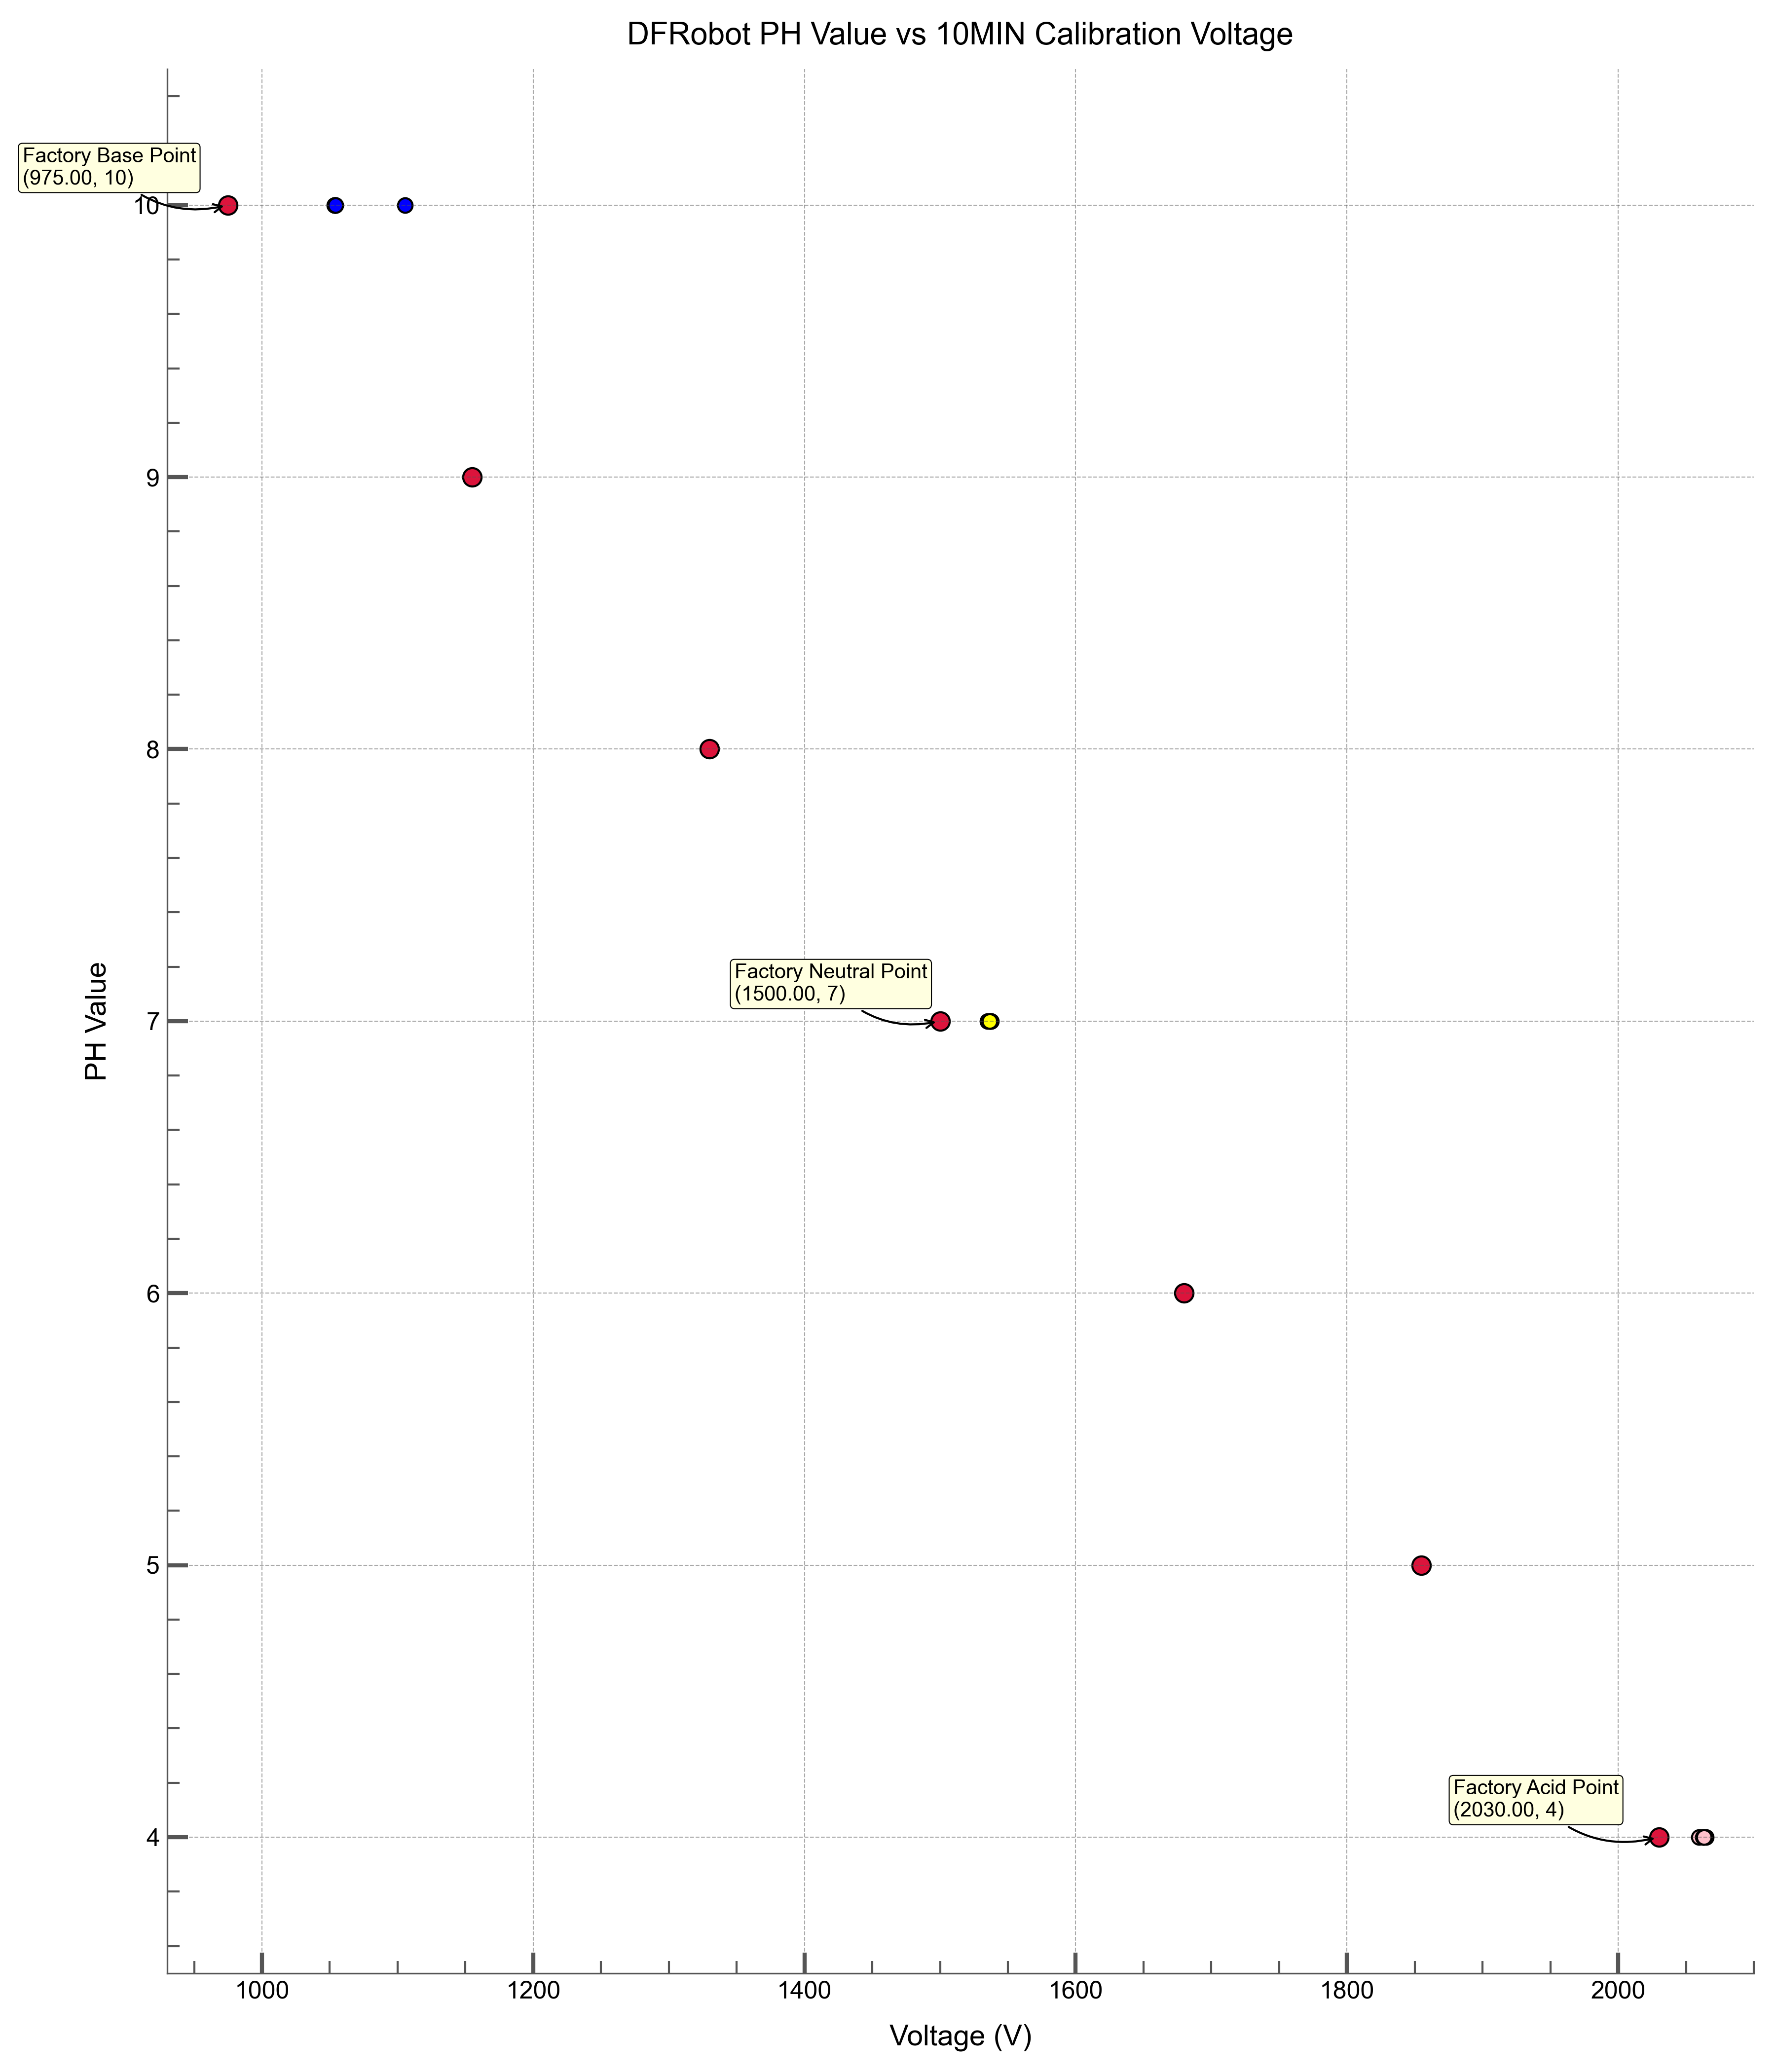 DFRobot PH Value vs 10MIN Calibration Voltage
Factory Base Point
(975.00, 10)
10
9
8
Factory Neutral Point
(1500.00, 7)
7
PH Value
6
5
Factory Acid Point
(2030.00, 4)
4
1000 1200 1400 1600 1800 2000
Voltage (V)